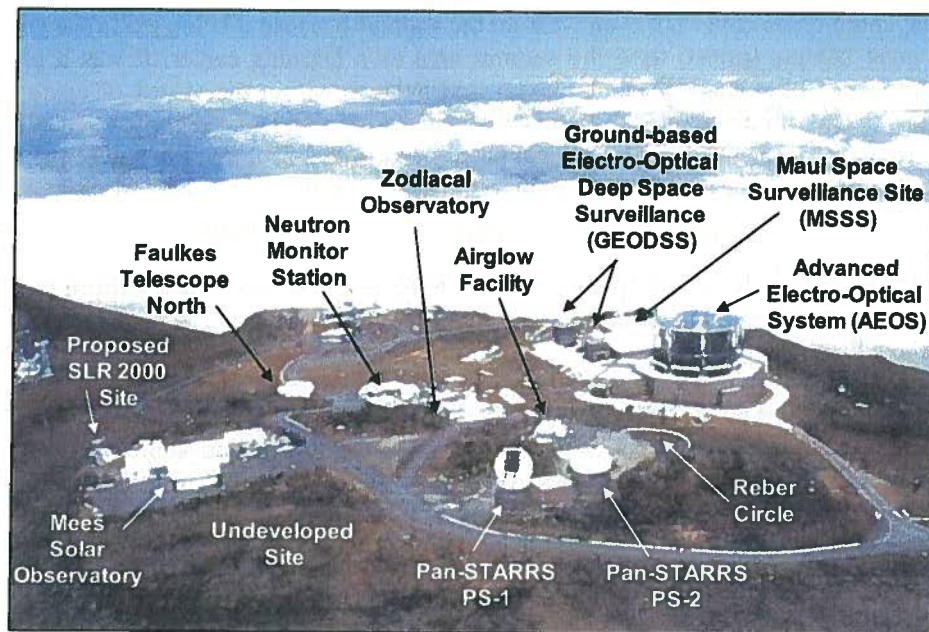 Ground-based
Electro-Optical
Deep Space
Surveillance
(GEODSS)
Maui Space
Surveillance Site
(MSSS)
Zodiacal
Observatory
Neutron
Monitor
Station
Airglow
Facility
Faulkes
Telescope
North
Advanced
Electro-Optical
System (AEOS)
Proposed
SLR 2000
Site
Mees
Solar
Observatory
Undeveloped
Site
Pan-STARRS
PS-1
Pan-STARRS
PS-2
Reber
Circle